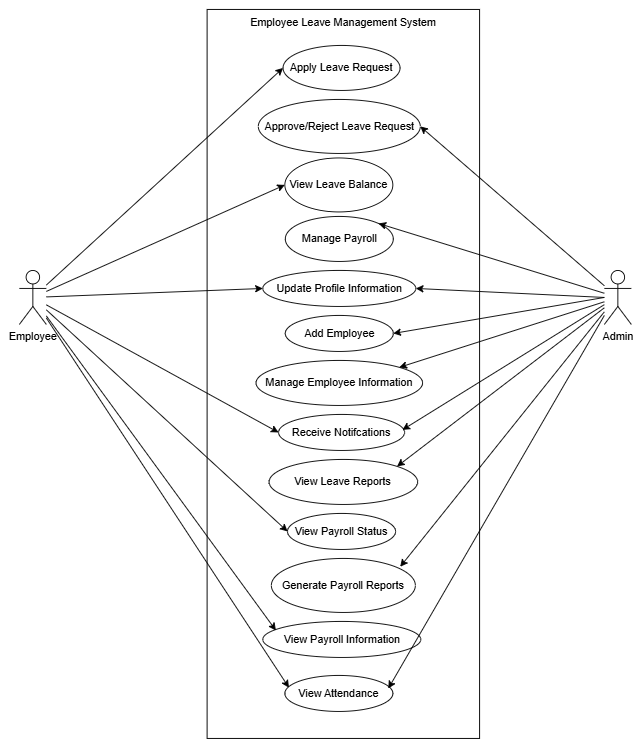 Employee Leave Management System
Apply Leave Request
Approve/Reject Leave Request
View Leave Balance
Manage Payroll
Update Profile Information
Employee
Add Employee
Admin
Manage Employee Information
Receive Notifcations
View Leave Reports
View Payroll Status
Generate Payroll Reports
View Payroll Information
View Attendance